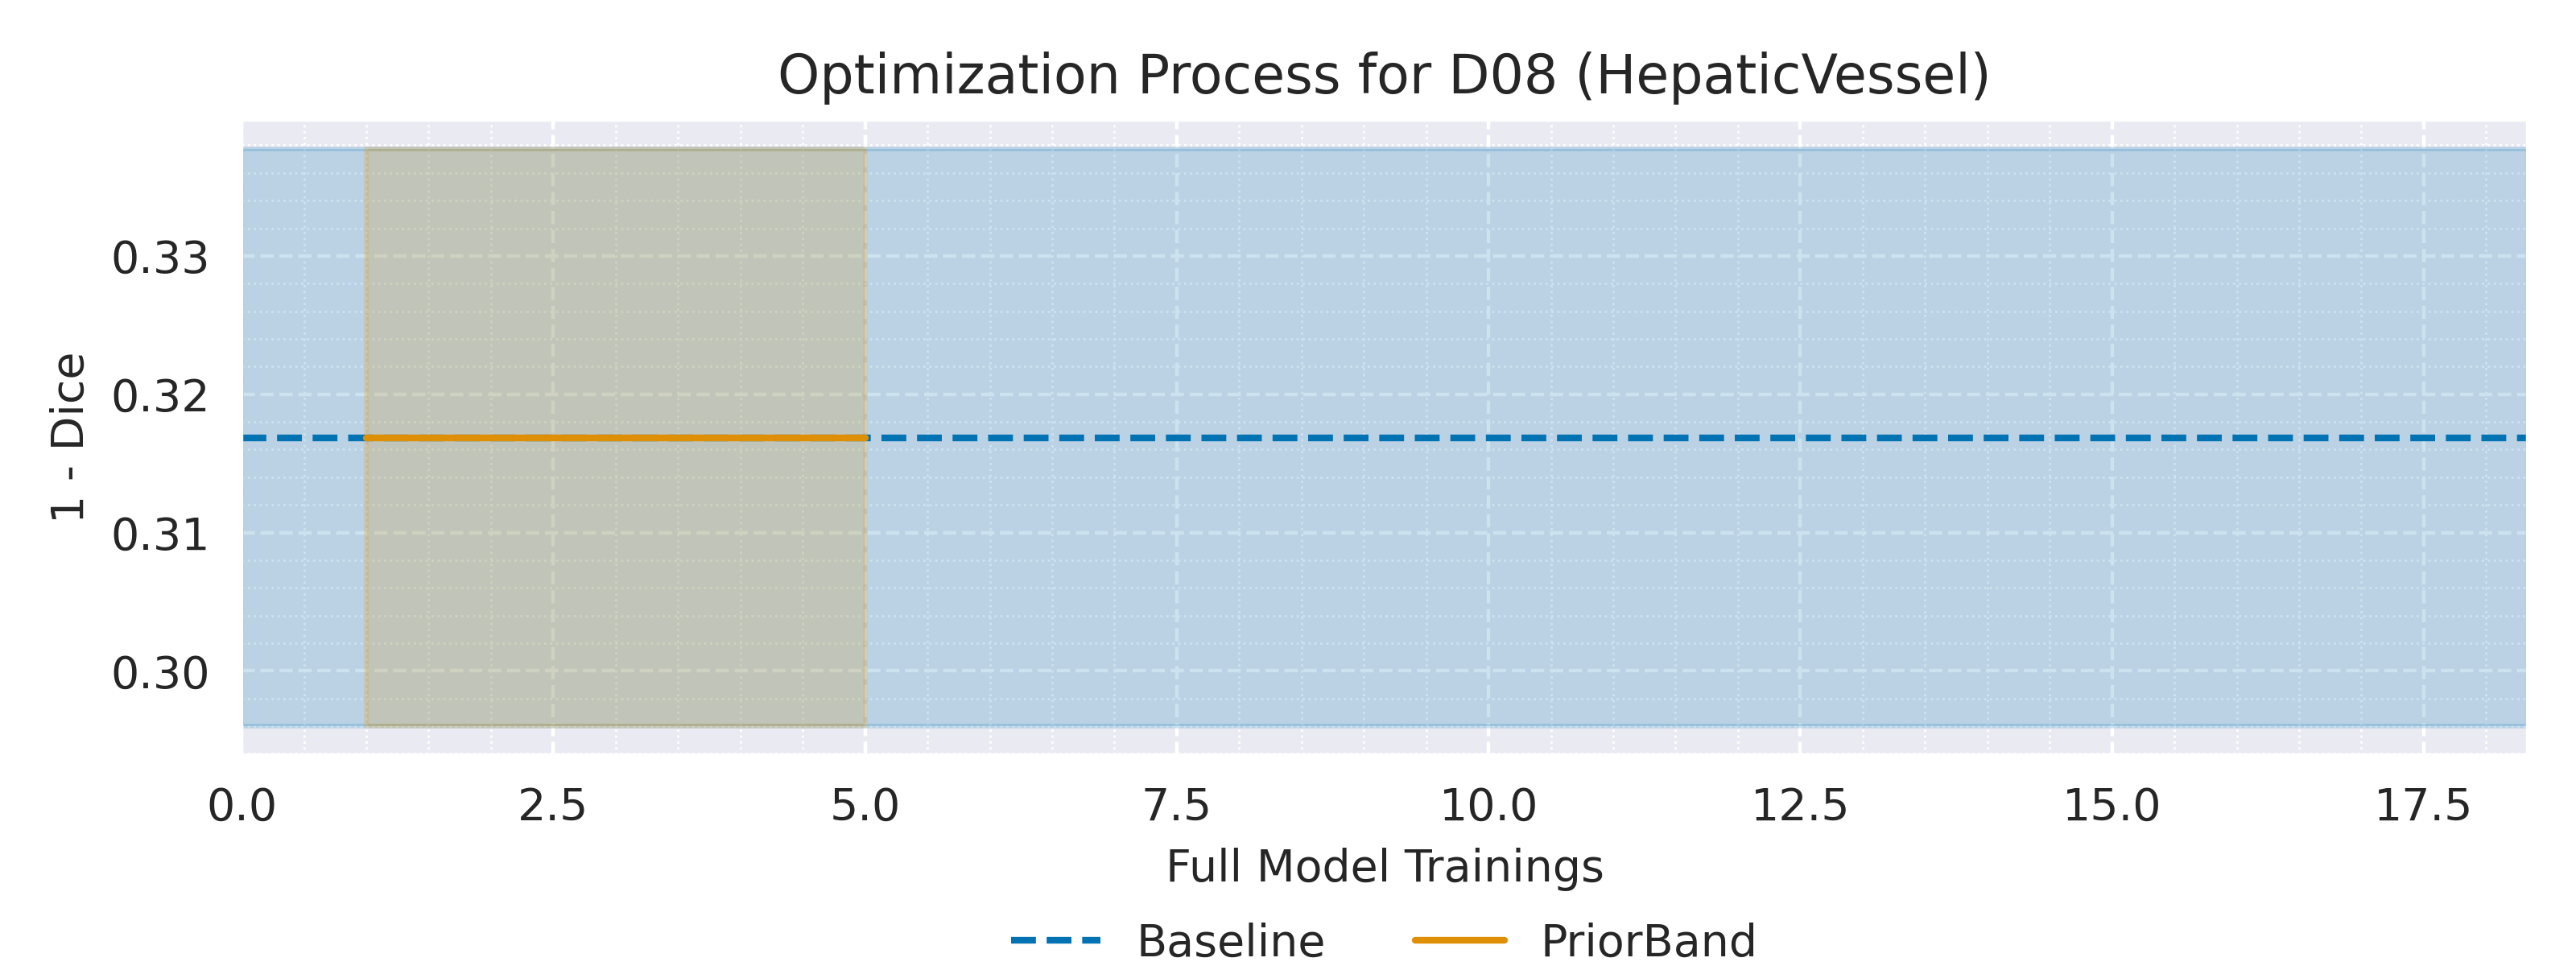 Optimization Process for D08 (HepaticVessel)
0.33
0.32
0.31
0.30
1 - Dice
0.0 2.5 5.0 7.5 10.0 12.5 15.0 17.5
Full Model Trainings
Baseline PriorBand